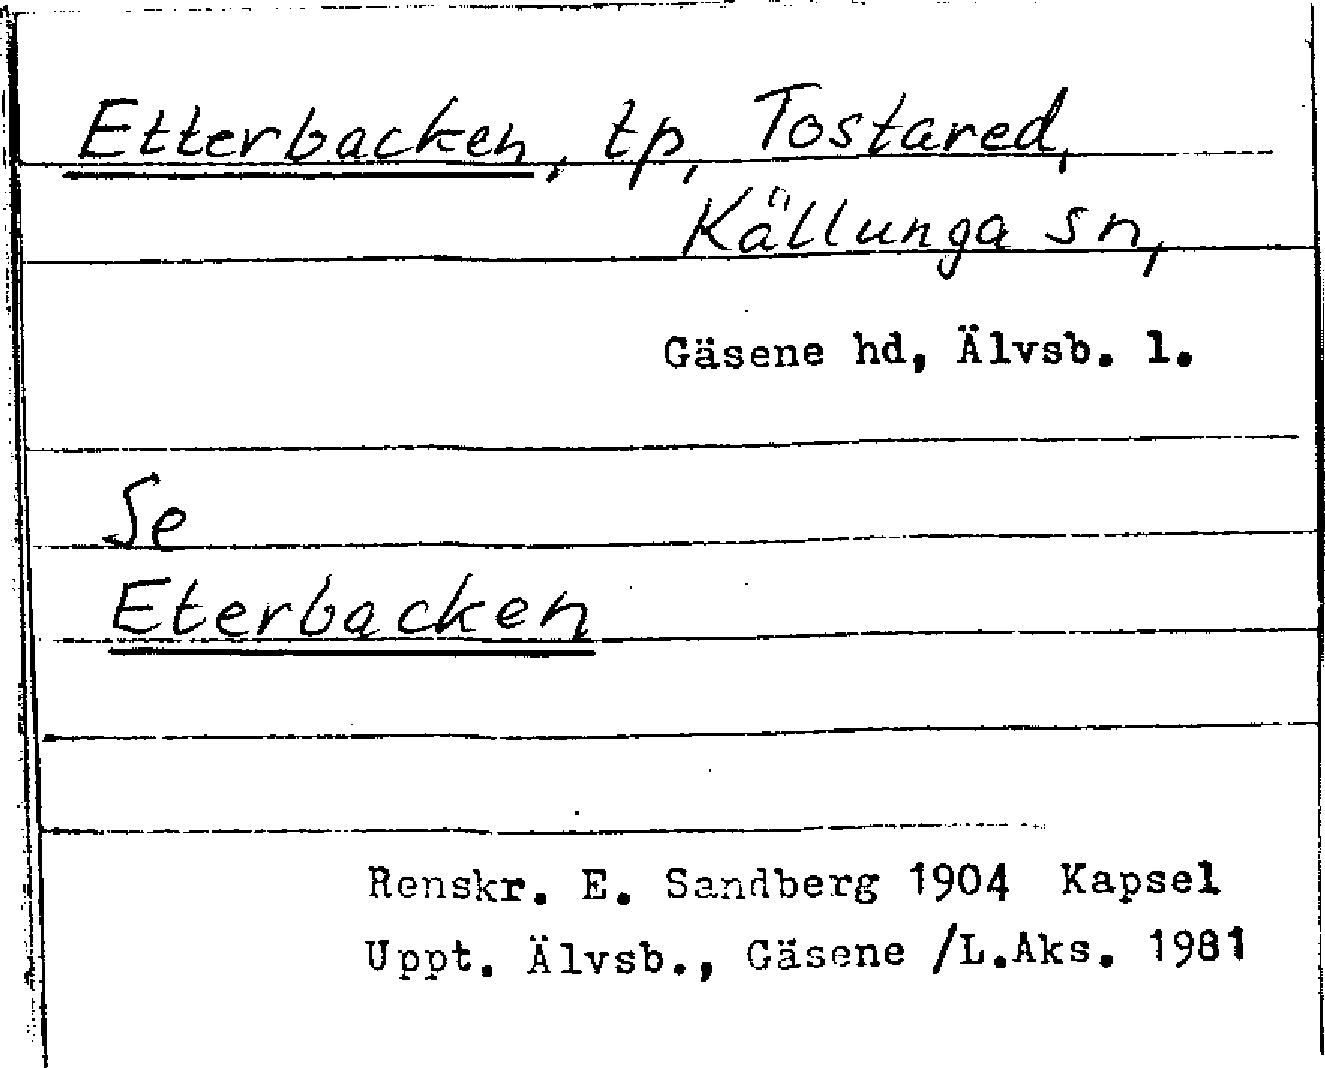 Etterbacken, tp, Tostared,
Källunga sn,
Gäsene hd, Älvsb. l.
Se
Eterbacken
Renskr. E. Sandberg 1904 Kapsel
Uppt. Älvsb., Gäsene /L.Aks. 1981